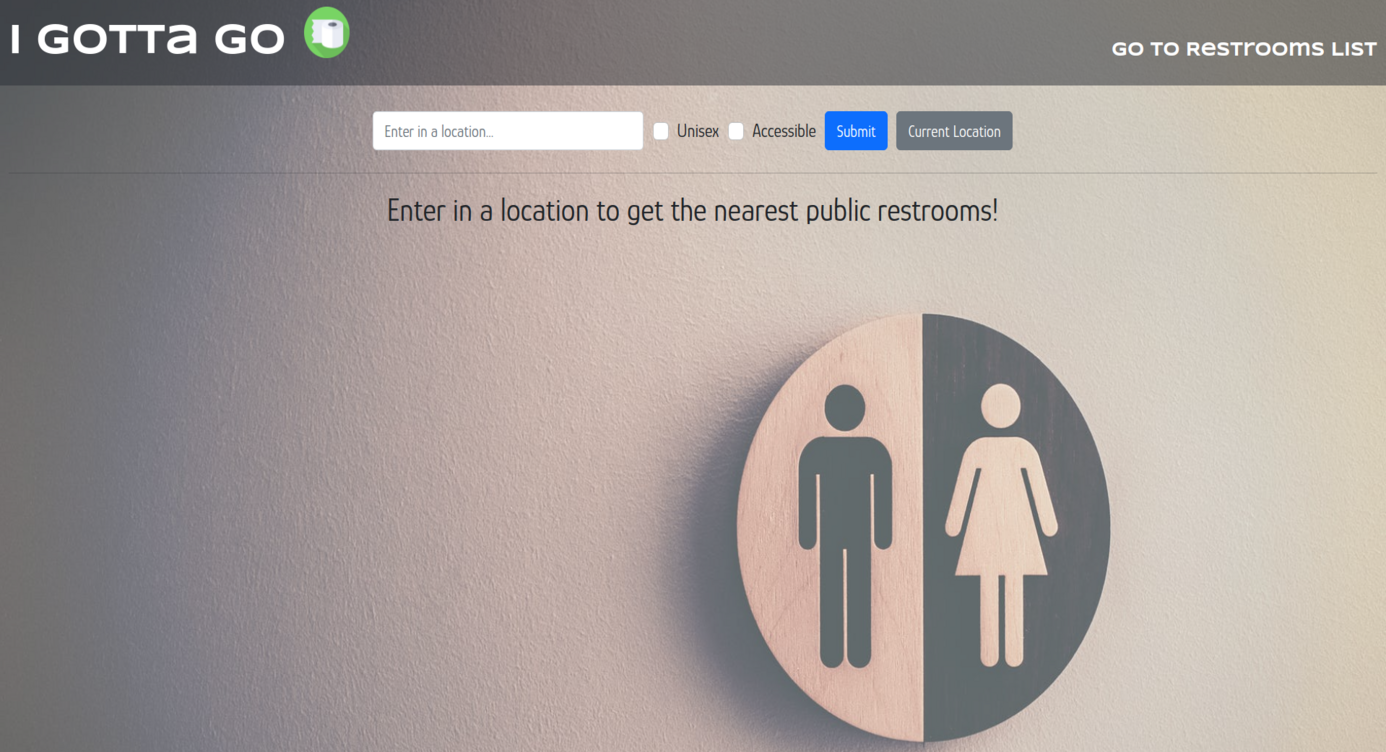 I GOTTa GO
GO TO RESTROOMS LIST
Enter in a location...
Unisex
Accessible
Submit
Current Location
Enter in a location to get the nearest public restrooms!